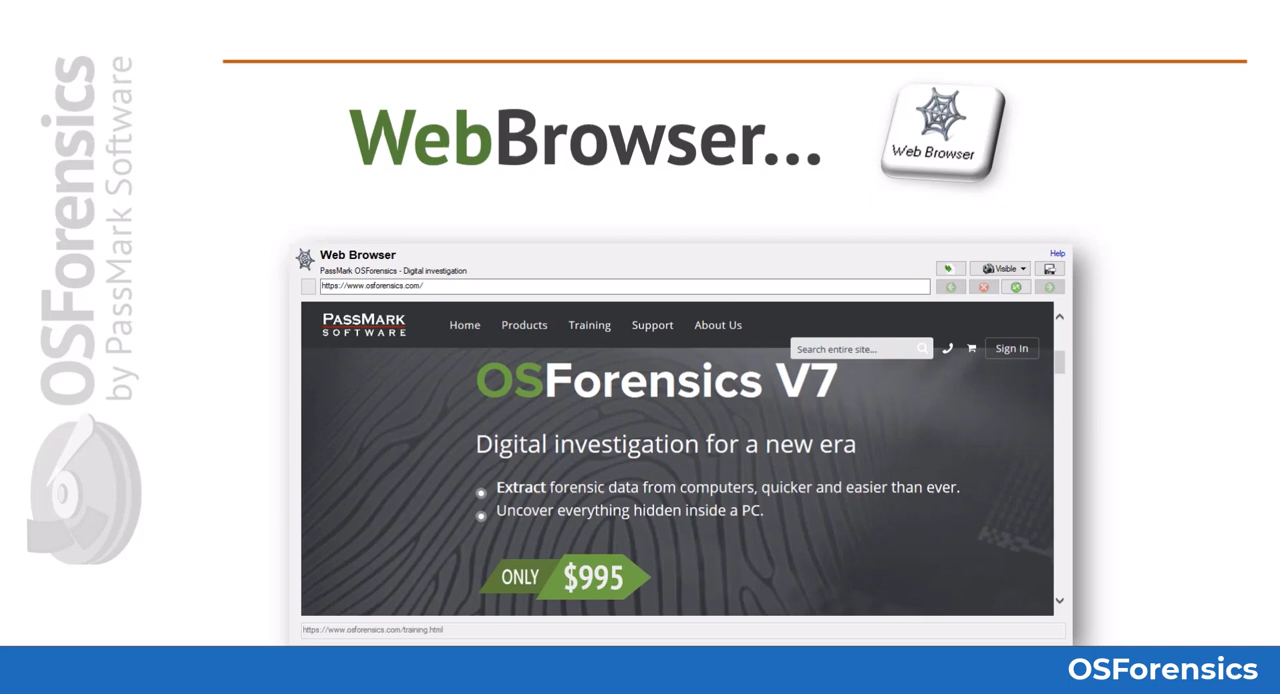 OSForensics
by PassMark Software
WebBrowser...
Web Browser
Web Browser
Help
PassMark OSForensics - Digital investigation
Visible
https://www.osforensics.com/
PASSMARK
SOFTWARE
Home Products Training Support About Us
Search entire site...
Sign In
OSForensics V7
Digital investigation for a new era
Extract forensic data from computers, quicker and easier than ever.
Uncover everything hidden inside a PC.
ONLY $995
https://www.osforensics.com/training.html
OSForensics